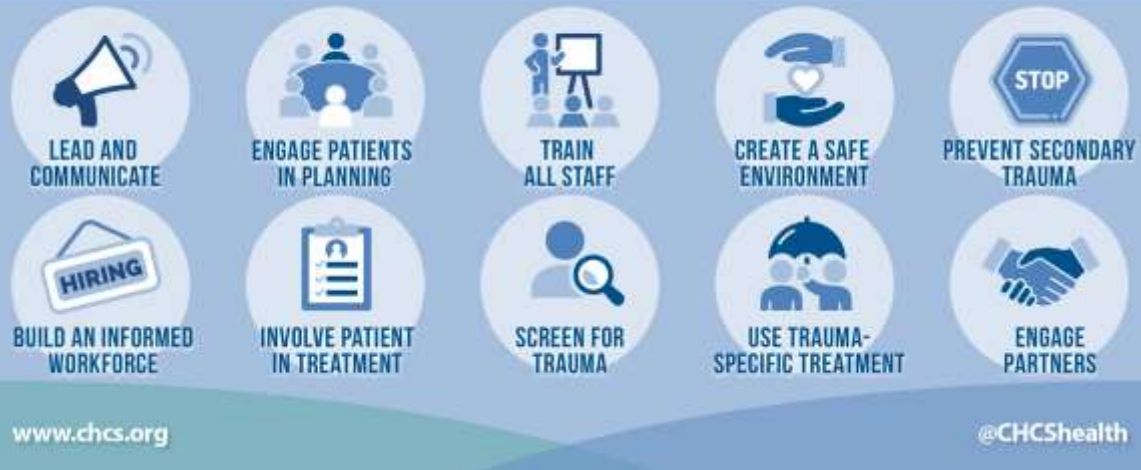 LEAD AND
COMMUNICATE
ENGAGE PATIENTS
IN PLANNING
TRAIN
ALL STAFF
CREATE A SAFE
ENVIRONMENT
STOP
PREVENT SECONDARY
TRAUMA
HIRING
BUILD AN INFORMED
WORKFORCE
INVOLVE PATIENT
IN TREATMENT
SCREEN FOR
TRAUMA
USE TRAUMA-
SPECIFIC TREATMENT
ENGAGE
PARTNERS
www.chcs.org
@CHCShealth